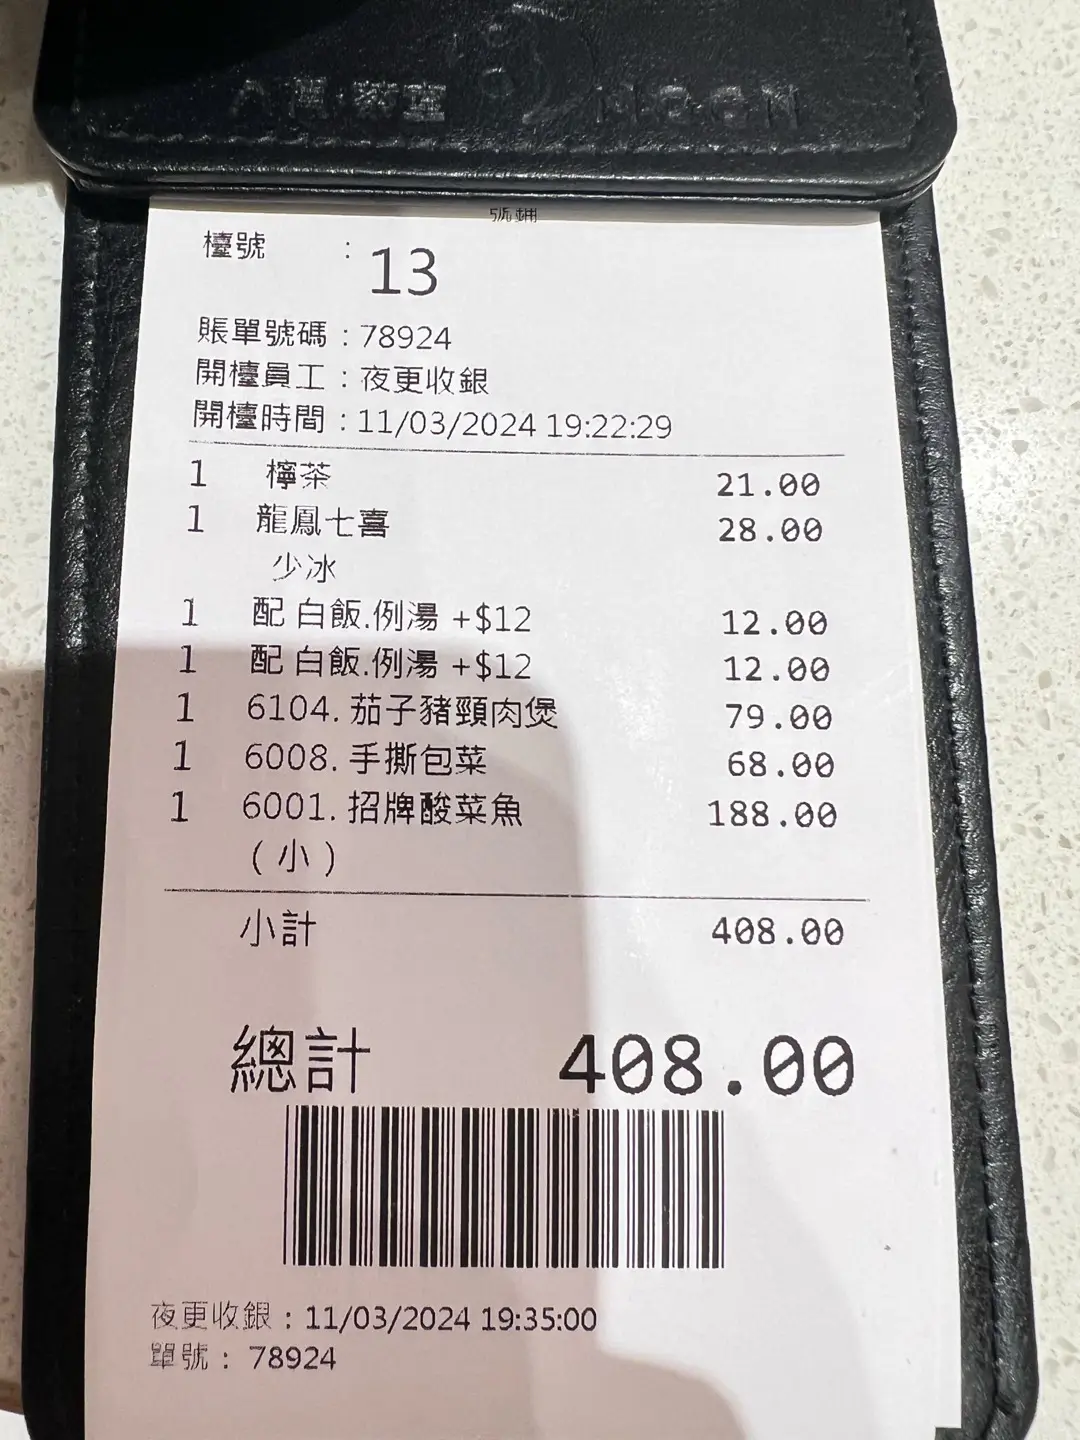 MOON
檯號 : 13
賬單號碼 : 78924
開檯員工 : 夜更收銀
開檯時間 : 11/03/2024 19:22:29
1 檸茶 21.00
1 龍鳳七喜 28.00
少冰
1 配 白飯.例湯 +$12 12.00
1 配 白飯.例湯 +$12 12.00
1 6104. 茄子豬頸肉煲 79.00
1 6008. 手撕包菜 68.00
1 6001. 招牌酸菜魚 188.00
(小)
小計 408.00
總計 408.00
夜更收銀 : 11/03/2024 19:35:00
單號 : 78924